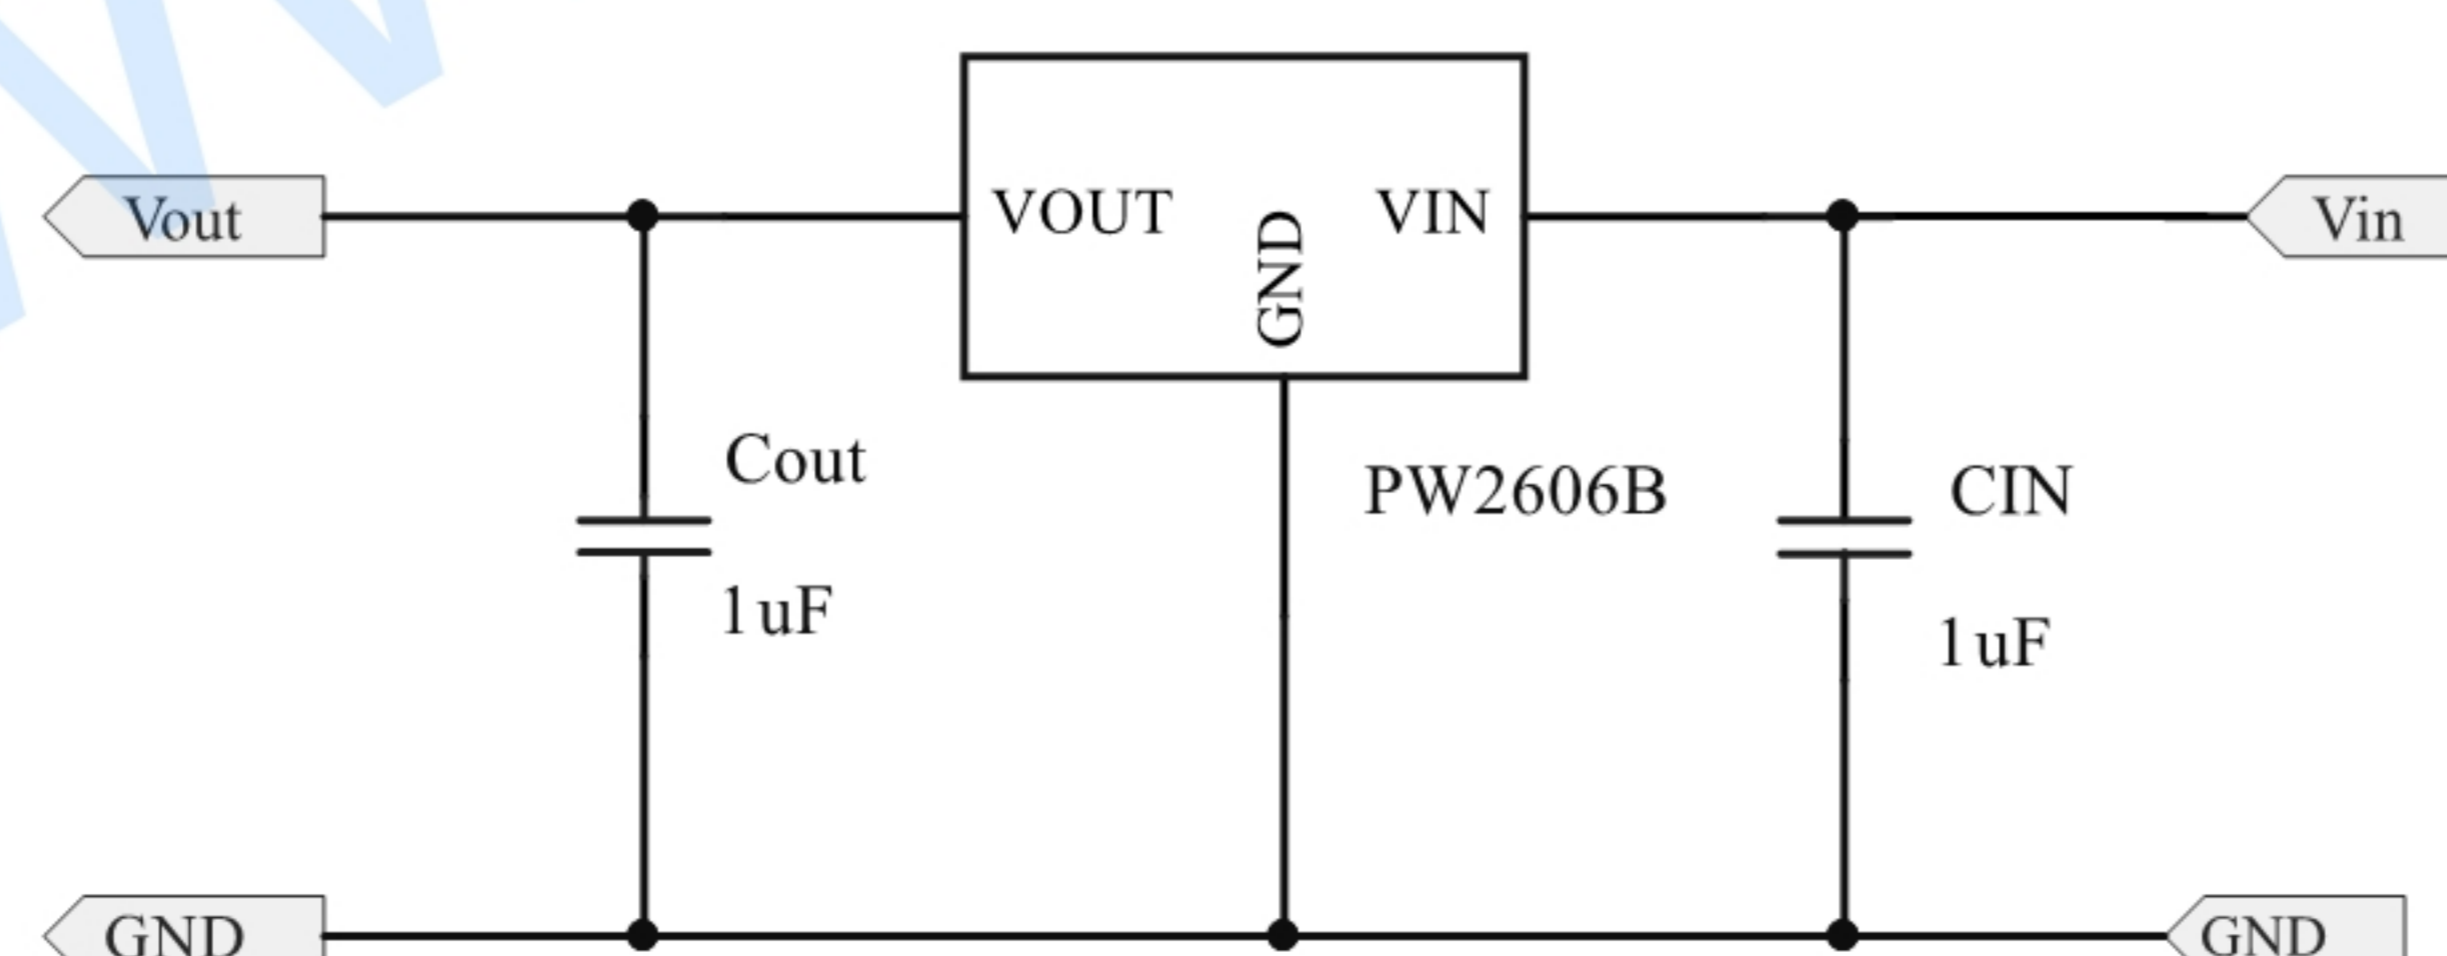 Vout
VOUT
GND
VIN
Vin
Cout
1uF
PW2606B
CIN
1uF
GND
GND